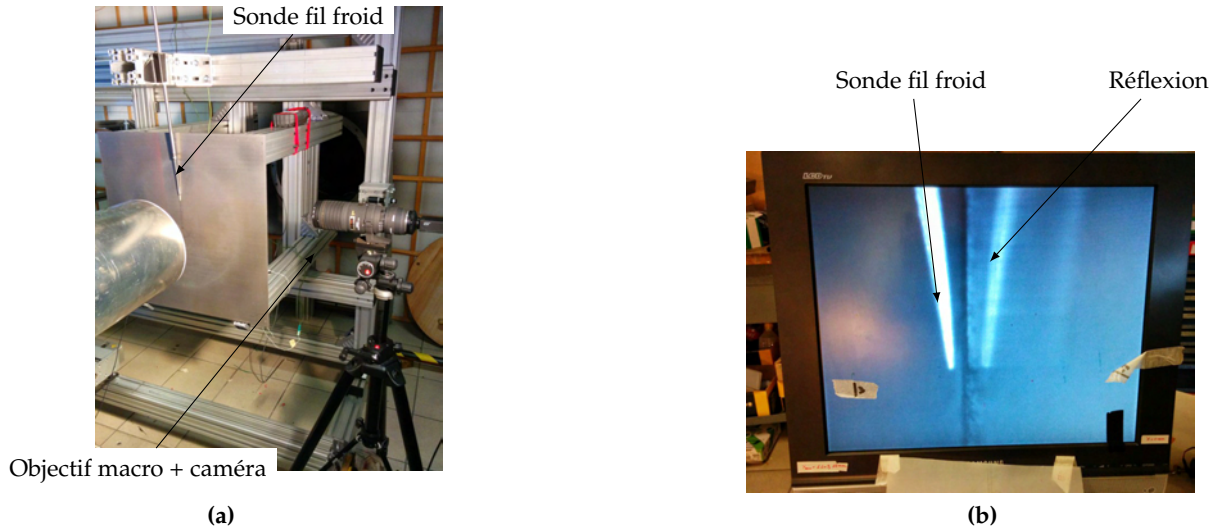 Sonde fil froid
Objectif macro + caméra
(a)
Sonde fil froid
Réflexion
(b)